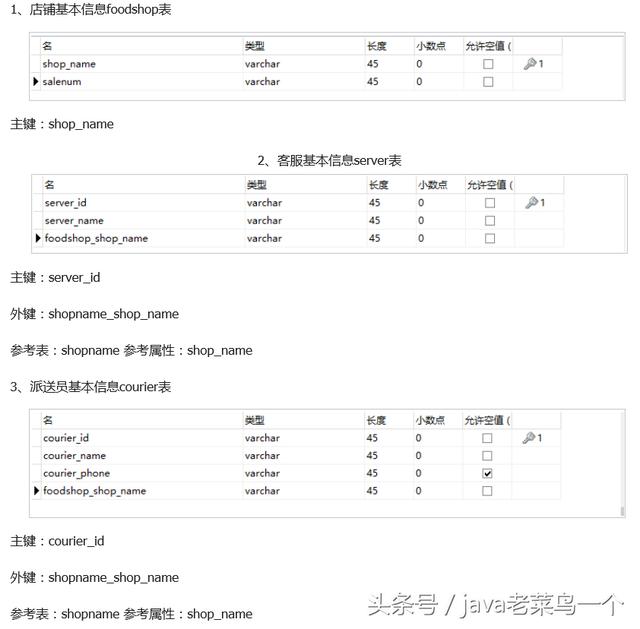 1、店铺基本信息foodshop表
名 类型 长度 小数点 允许空值 (
shop_name varchar 45 0 1
salenum varchar 45 0
主键：shop_name
2、客服基本信息server表
名 类型 长度 小数点 允许空值 (
server_id varchar 45 0 1
server_name varchar 45 0
foodshop_shop_name varchar 45 0
主键：server_id
外键：shopname_shop_name
参考表：shopname 参考属性：shop_name
3、派送员基本信息courier表
名 类型 长度 小数点 允许空值 (
courier_id varchar 45 0 1
courier_name varchar 45 0
courier_phone varchar 45 0
foodshop_shop_name varchar 45 0
主键：courier_id
外键：shopname_shop_name
参考表：shopname 参考属性：shop_name
头条号 / java老菜鸟一个